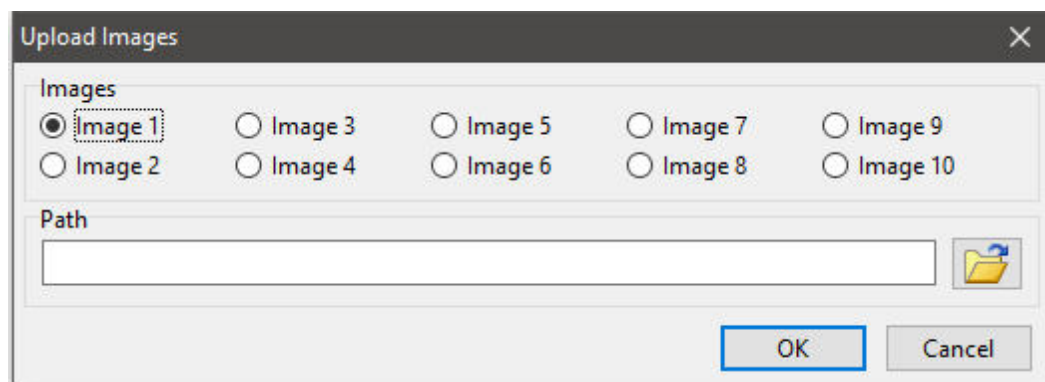 Upload Images
Images
Image 1 Image 3 Image 5 Image 7 Image 9
Image 2 Image 4 Image 6 Image 8 Image 10
Path
OK Cancel